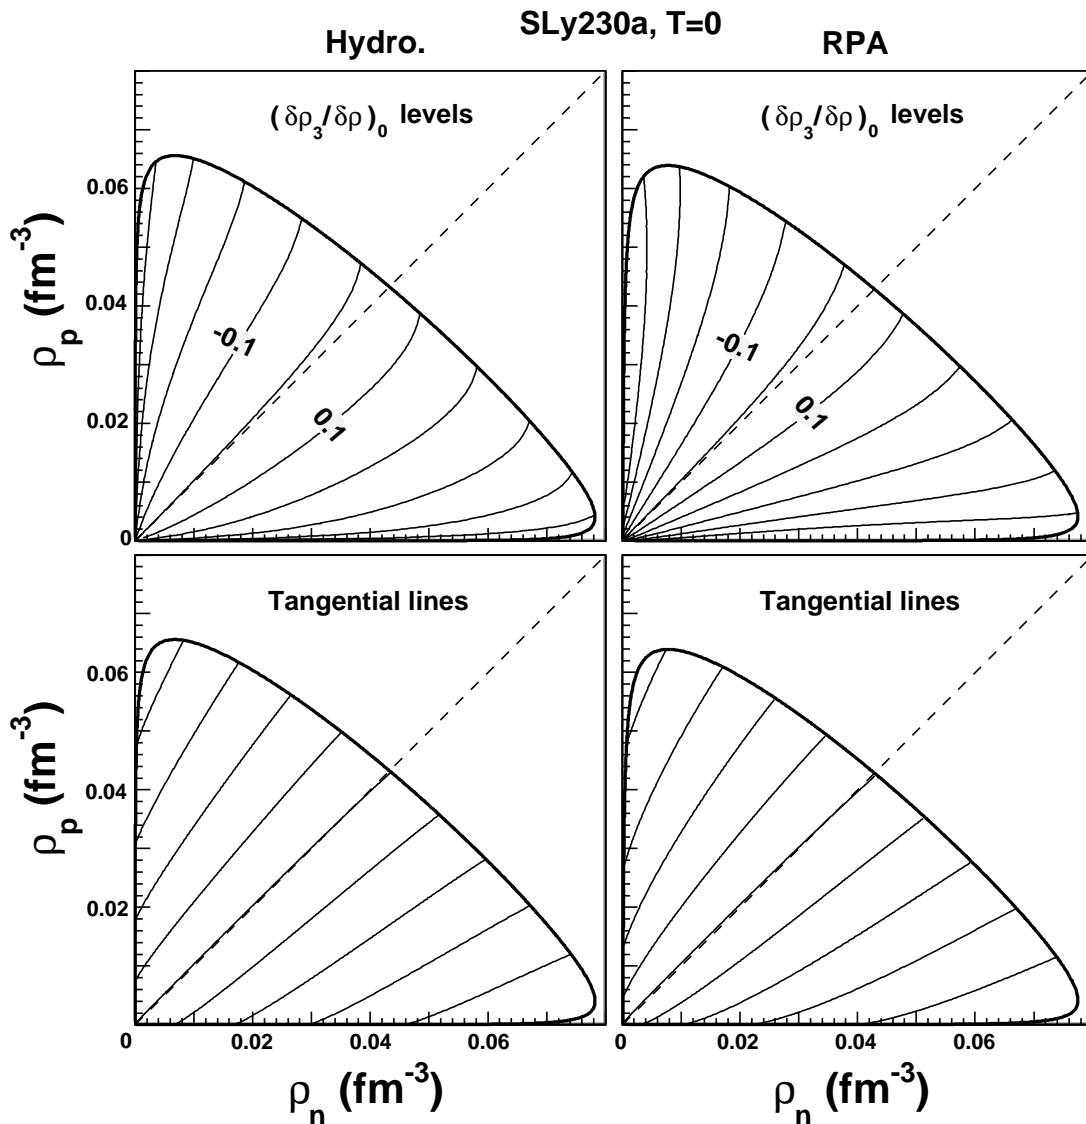 SLy230a, T=0
Hydro.
RPA
(δρ3/δρ)0 levels
(δρ3/δρ)0 levels
-0.1
0.1
-0.1
0.1
0.06
0.04
0.02
0
ρp (fm-3)
Tangential lines
Tangential lines
0.06
0.04
0.02
ρp (fm-3)
0 0.02 0.04 0.06
0 0.02 0.04 0.06
ρn (fm-3)
ρn (fm-3)